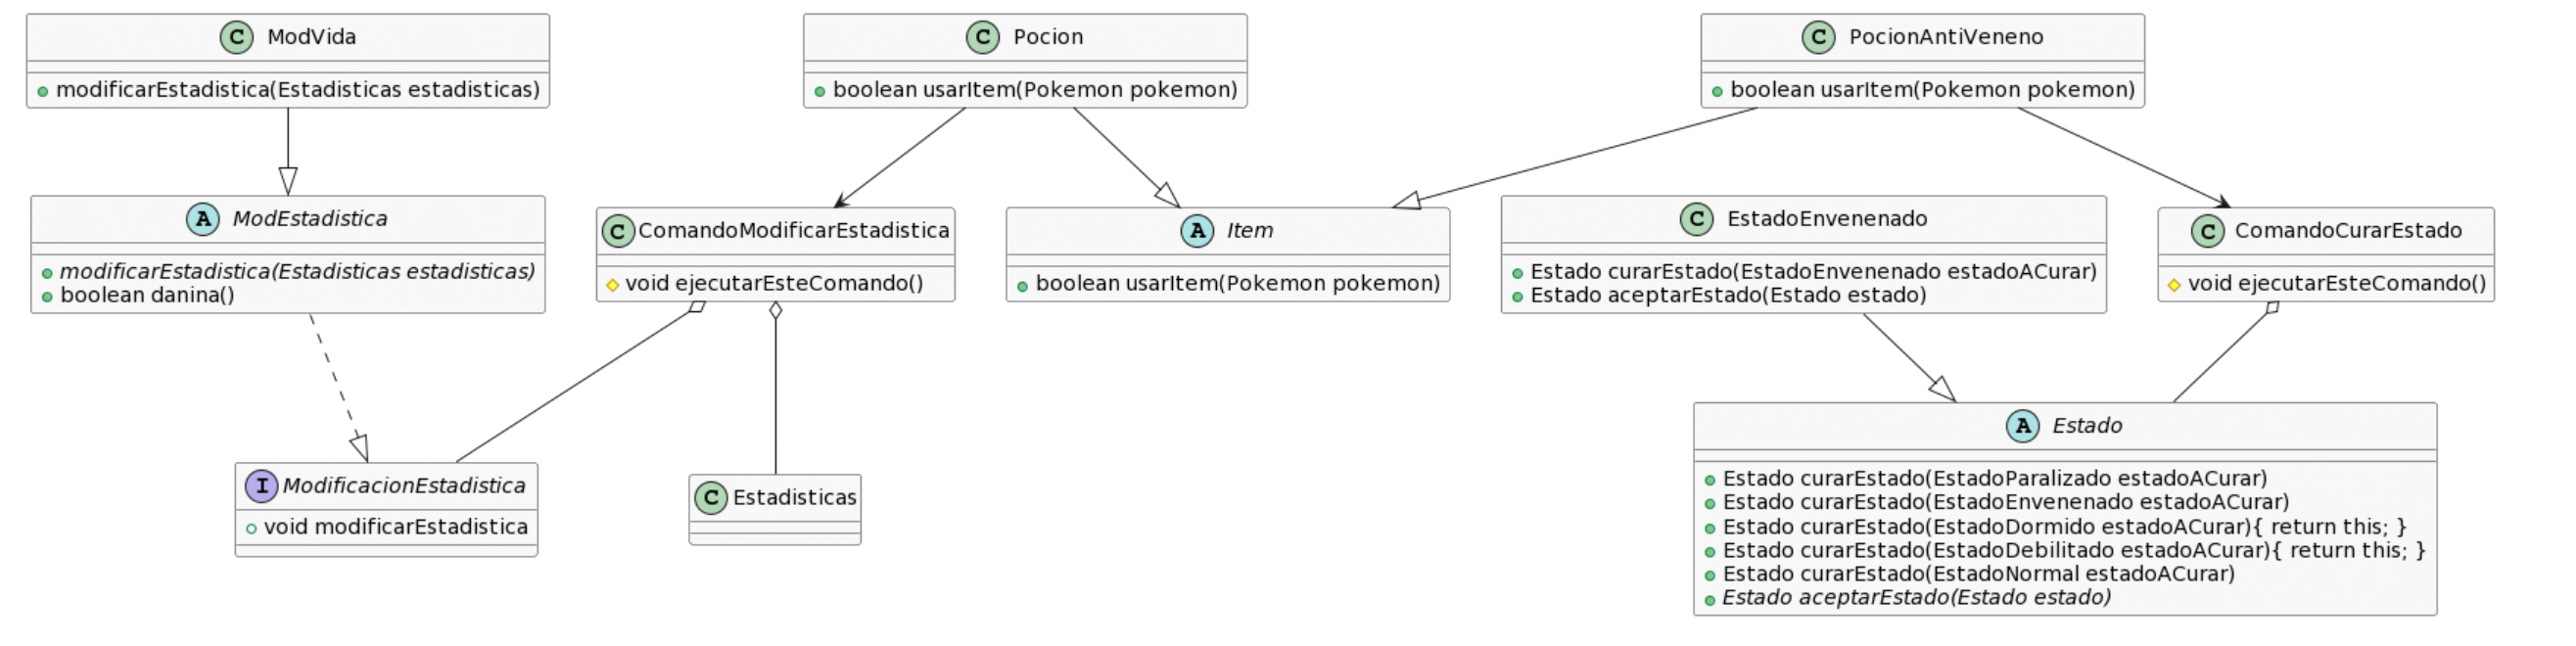 C ModVida
modificarEstadistica(Estadisticas estadisticas)
C Pocion
boolean usarItem(Pokemon pokemon)
C PocionAntiVeneno
boolean usarItem(Pokemon pokemon)
A ModEstadistica
modificarEstadistica(Estadisticas estadisticas)
boolean danina()
C ComandoModificarEstadistica
void ejecutarEsteComando()
A Item
boolean usarItem(Pokemon pokemon)
C EstadoEnvenenado
Estado curarEstado(EstadoEnvenenado estadoACurar)
Estado aceptarEstado(Estado estado)
C ComandoCurarEstado
void ejecutarEsteComando()
I ModificacionEstadistica
void modificarEstadistica
C Estadisticas
A Estado
Estado curarEstado(EstadoParalizado estadoACurar)
Estado curarEstado(EstadoEnvenenado estadoACurar)
Estado curarEstado(EstadoDormido estadoACurar){ return this; }
Estado curarEstado(EstadoDebilitado estadoACurar){ return this; }
Estado curarEstado(EstadoNormal estadoACurar)
Estado aceptarEstado(Estado estado)